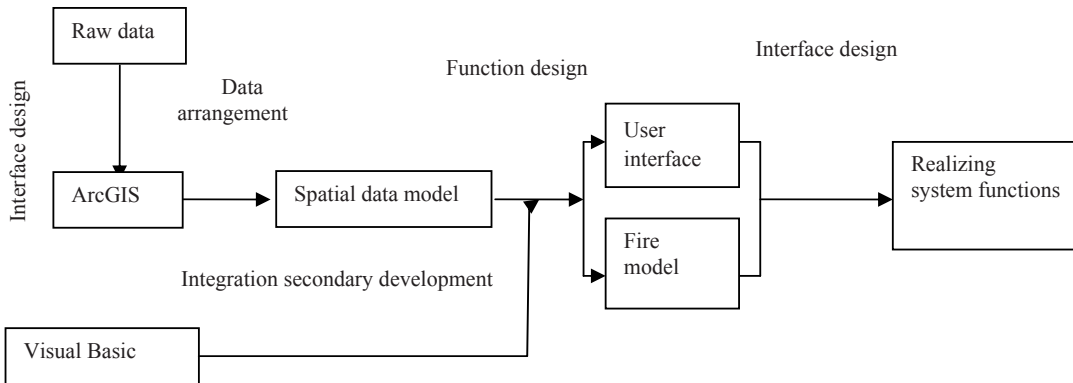 Raw data
Interface design
Data
arrangement
Function design
Interface design
ArcGIS
Spatial data model
User
interface
Fire
model
Realizing
system functions
Integration secondary development
Visual Basic